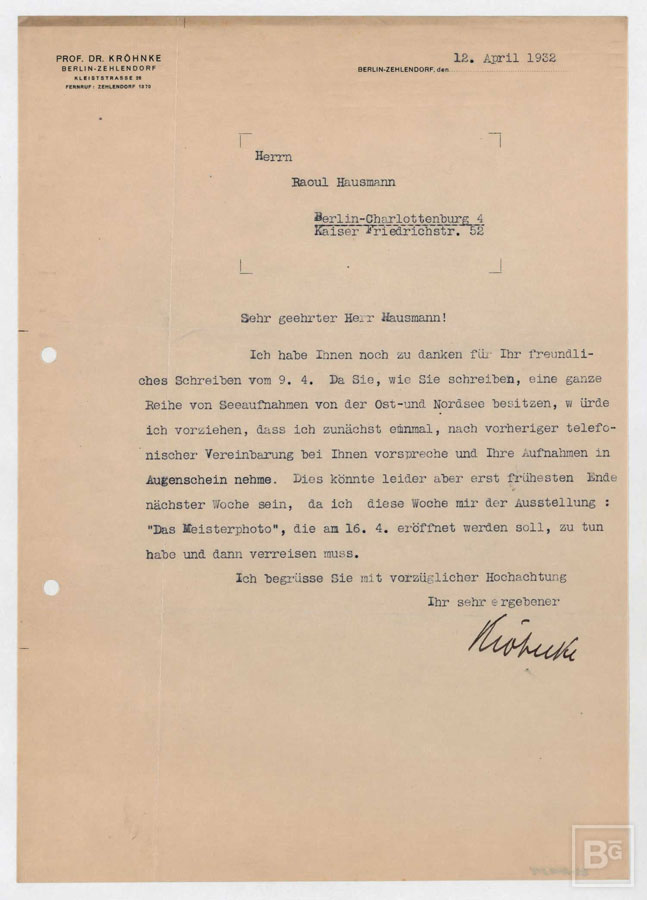 PROF. DR. KRÖHNKE
BERLIN-ZEHLENDORF
KLEISTSTRASSE 26
FERNRUF: ZEHLENDORF 1570
BERLIN-ZEHLENDORF, den 12. April 1932
Herrn
Raoul Hausmann
Berlin-Charlottenburg 4
Kaiser Friedrichstr. 52
Sehr geehrter Herr Hausmann!
Ich habe Ihnen noch zu danken für Ihr freundli-
ches Schreiben vom 9. 4. Da Sie, wie Sie schreiben, eine ganze
Reihe von Seeaufnahmen von der Ost-und Nordsee besitzen, w ürde
ich vorziehen, dass ich zunächst einmal, nach vorheriger telefo-
nischer Vereinbarung bei Ihnen vorspreche und Ihre Aufnahmen in
Augenschein nehme. Dies könnte leider aber erst frühesten Ende
nächster Woche sein, da ich diese Woche mir der Ausstellung :
"Das Meisterphoto", die am 16. 4. eröffnet werden soll, zu tun
habe und dann verreisen muss.
Ich begrüsse Sie mit vorzüglicher Hochachtung
Ihr sehr ergebener
Kröhnke
BG